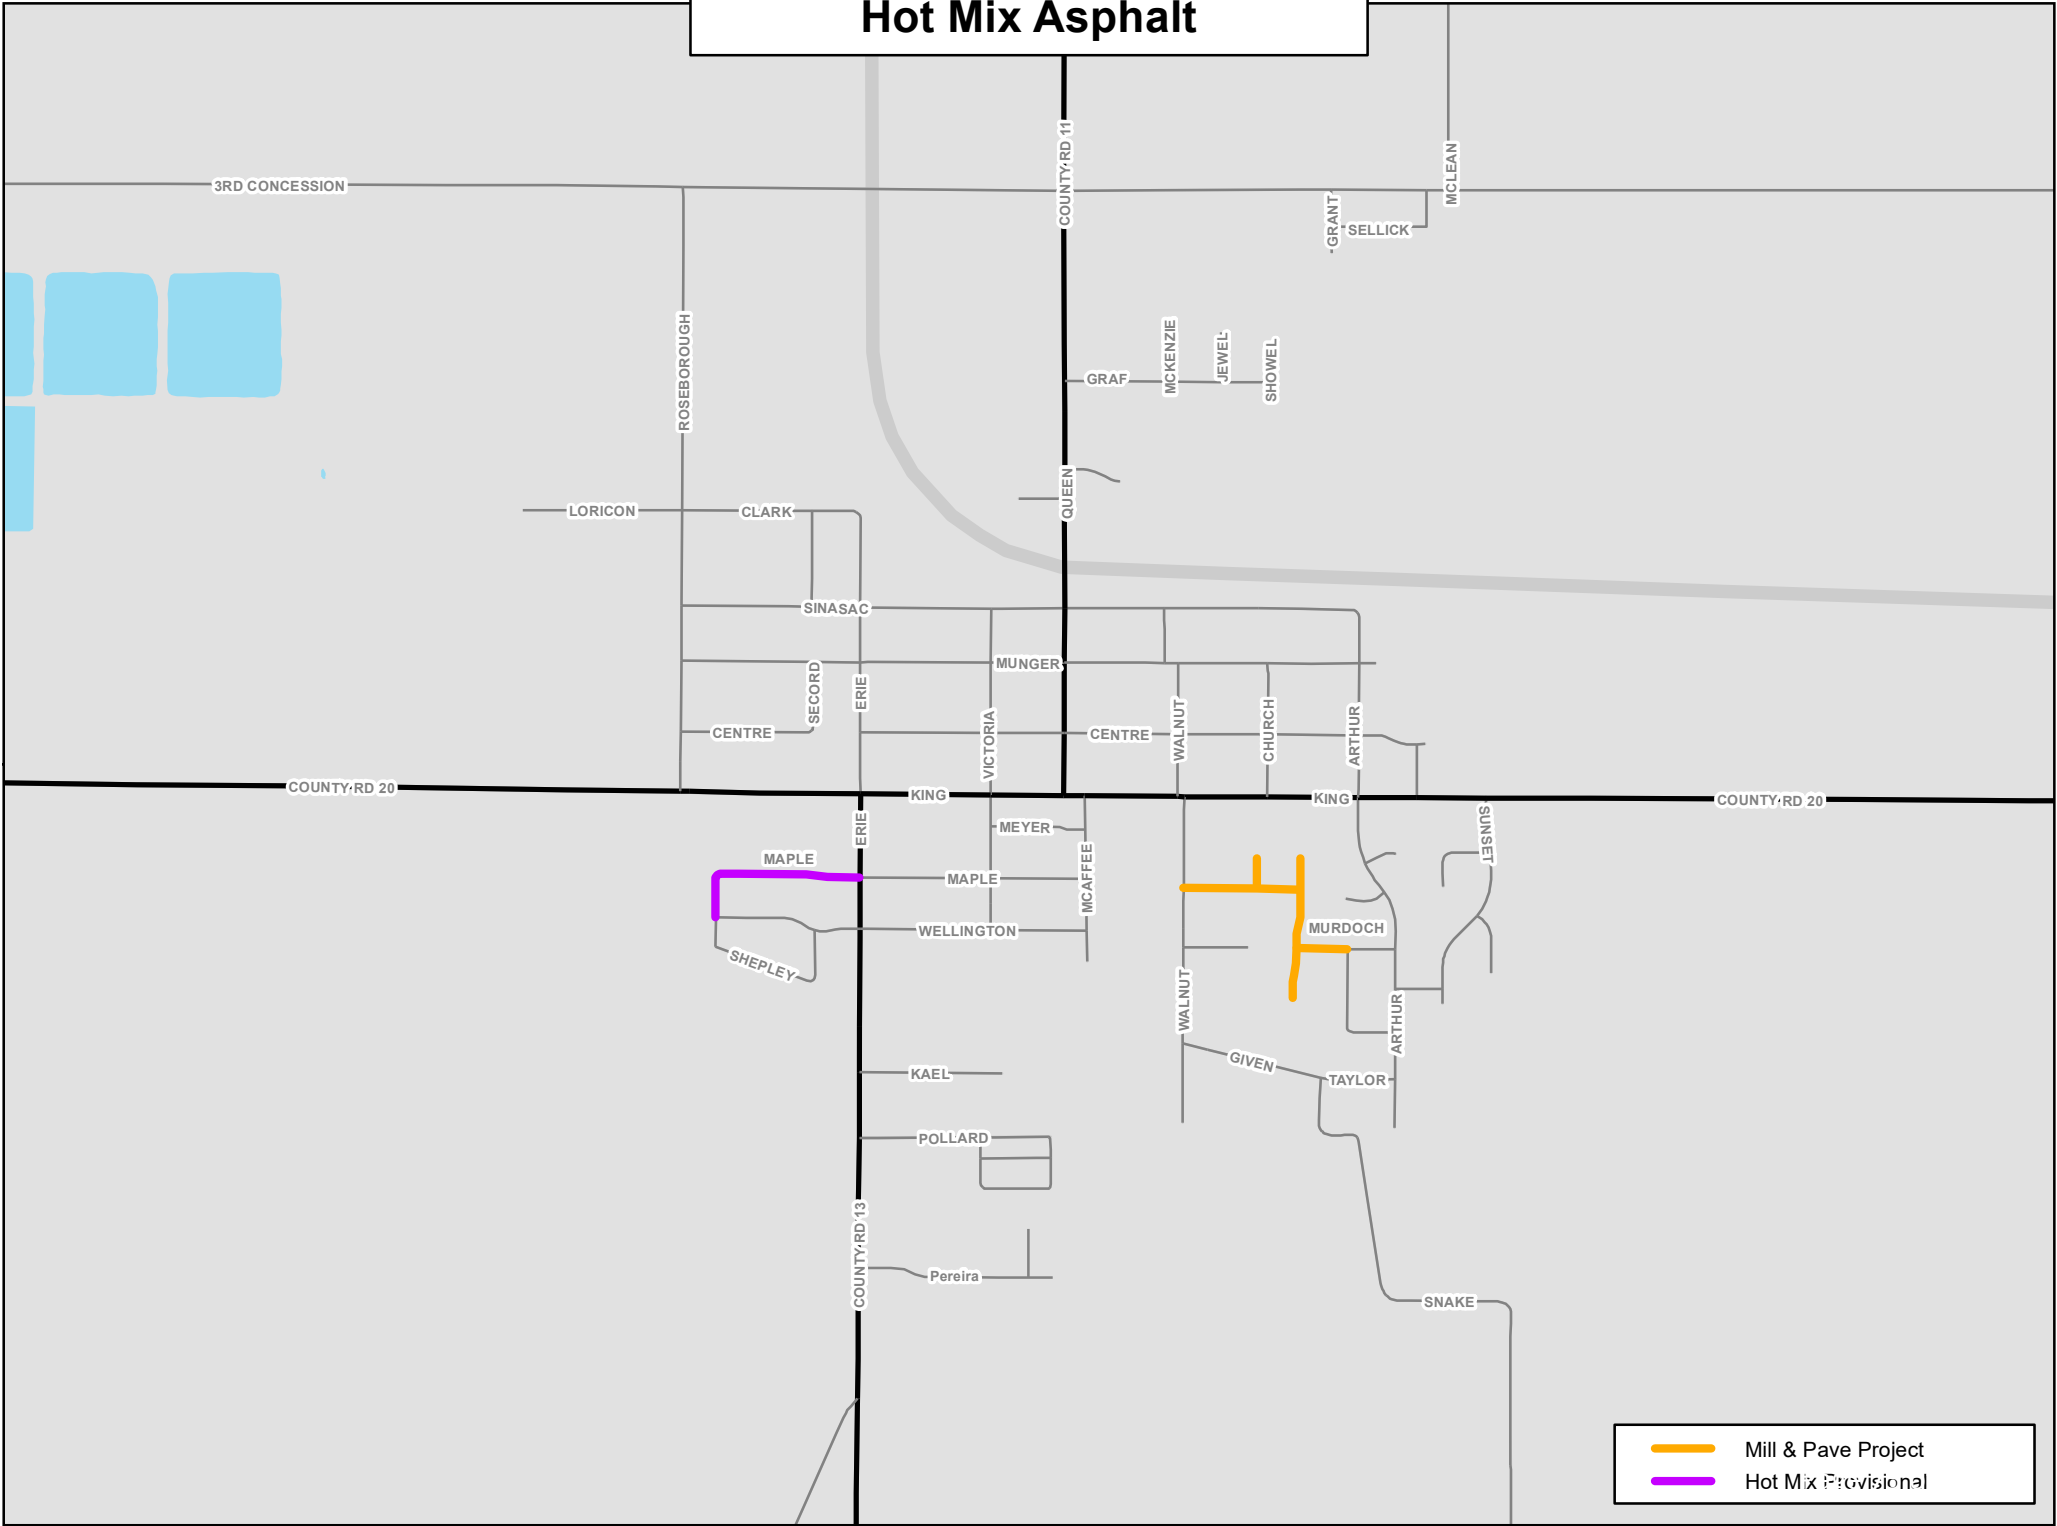 Hot Mix Asphalt
COUNTY RD 11
MCLEAN
3RD CONCESSION
GRANT
SELLICK
ROSEBOROUGH
MCKENZIE
JEWEL
SHOWEL
GRAF
QUEEN
LORICON
CLARK
SINASAC
MUNGER
SECORD
ERIE
VICTORIA
WALNUT
CHURCH
ARTHUR
CENTRE
CENTRE
COUNTY RD 20
KING
KING
COUNTY RD 20
ERIE
MEYER
SUNSET
MAPLE
MAPLE
MCAFFEE
WELLINGTON
MURDOCH
SHEPLEY
WALNUT
ARTHUR
GIVEN
KAEL
TAYLOR
POLLARD
COUNTY RD 13
Pereira
SNAKE
Mill & Pave Project
Hot Mix Provisional